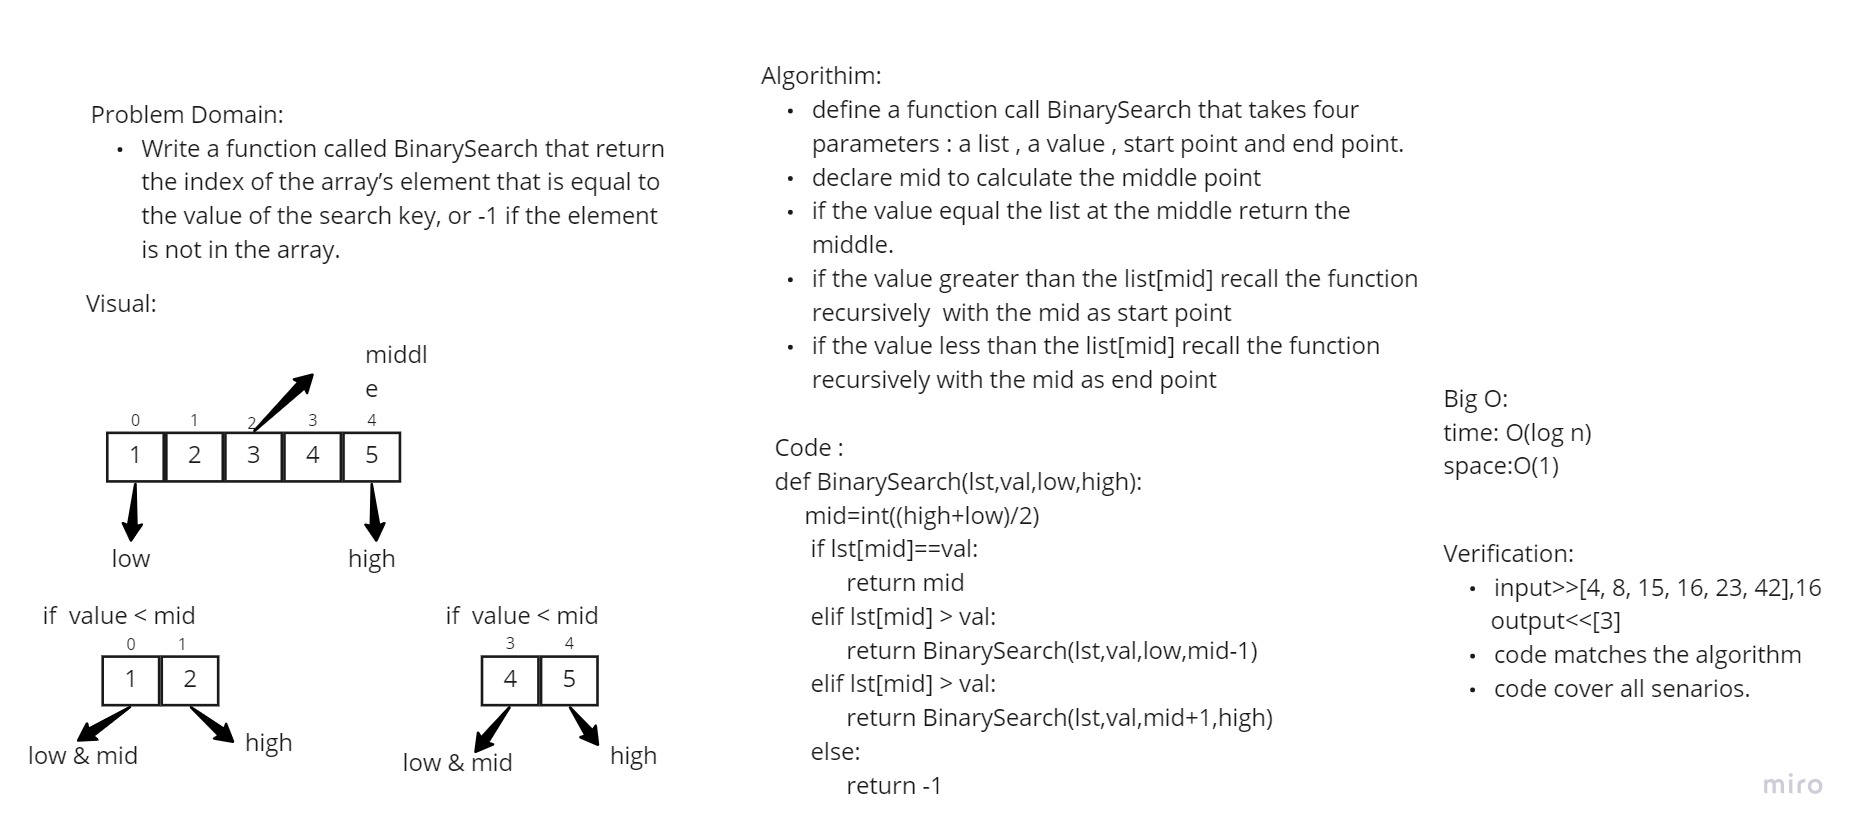 Problem Domain:
• Write a function called BinarySearch that return
the index of the array's element that is equal to
the value of the search key, or -1 if the element
is not in the array.
Visual:
middl
e
0 1 2 3 4
1 2 3 4 5
low high
if  value < mid
0 1
1 2
low & mid
high
if  value < mid
3 4
4 5
low & mid
high
Algorithim:
• define a function call BinarySearch that takes four
parameters : a list , a value , start point and end point.
• declare mid to calculate the middle point
• if the value equal the list at the middle return the
middle.
• if the value greater than the list[mid] recall the function
recursively  with the mid as start point
• if the value less than the list[mid] recall the function
recursively with the mid as end point
Code :
def BinarySearch(lst,val,low,high):
mid=int((high+low)/2)
if lst[mid]==val:
return mid
elif lst[mid] > val:
return BinarySearch(lst,val,low,mid-1)
elif lst[mid] > val:
return BinarySearch(lst,val,mid+1,high)
else:
return -1
Big O:
time: O(log n)
space:O(1)
Verification:
• input>>[4, 8, 15, 16, 23, 42],16
output<<[3]
• code matches the algorithm
• code cover all senarios.
miro